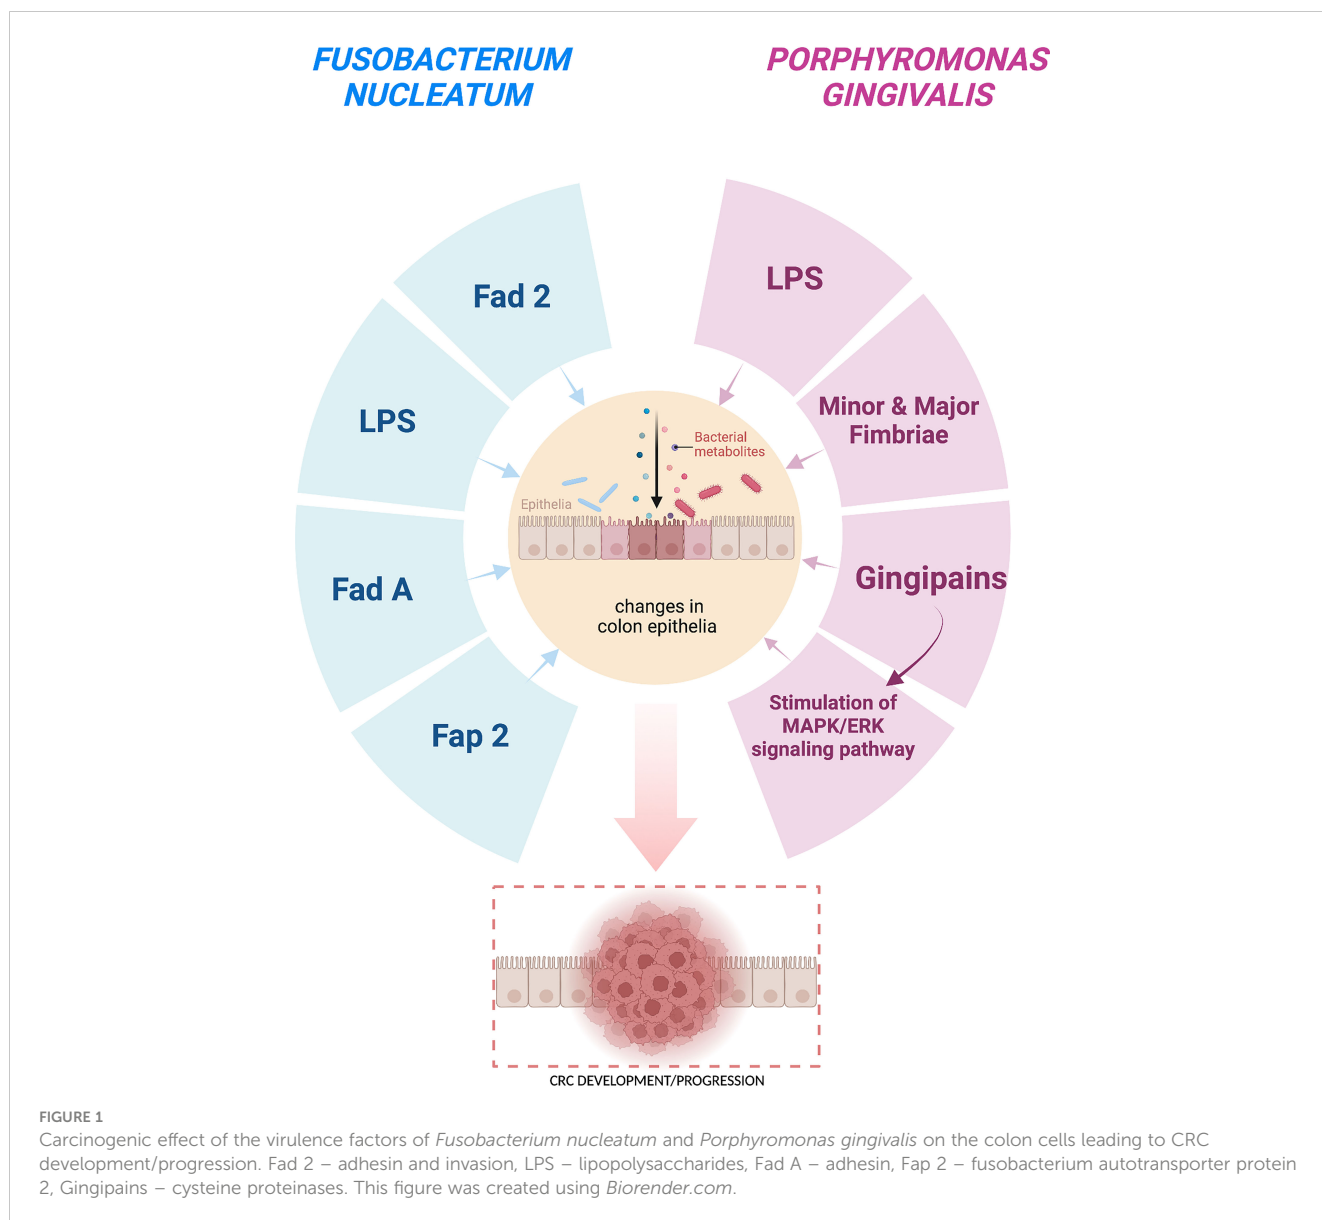 FUSOBACTERIUM
NUCLEATUM
PORPHYROMONAS
GINGIVALIS
Fad 2
LPS
Fad A
Fap 2
LPS
Minor & Major
Fimbriae
Gingipains
Stimulation of
MAPK/ERK
signaling pathway
Bacterial
metabolites
Epithelia
changes in
colon epithelia
CRC DEVELOPMENT/PROGRESSION
FIGURE 1
Carcinogenic effect of the virulence factors of Fusobacterium nucleatum and Porphyromonas gingivalis on the colon cells leading to CRC
development/progression. Fad 2 – adhesin and invasion, LPS – lipopolysaccharides, Fad A – adhesin, Fap 2 – fusobacterium autotransporter protein
2, Gingipains – cysteine proteinases. This figure was created using Biorender.com.